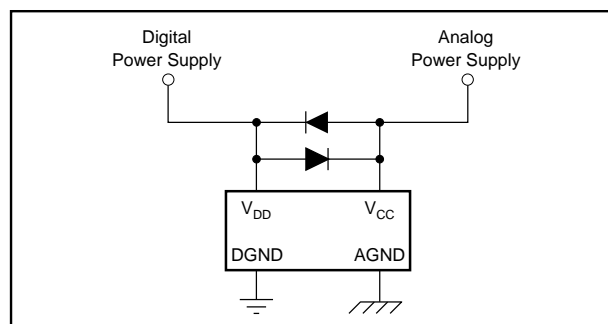 Digital
Power Supply
Analog
Power Supply
VDD
VCC
DGND
AGND